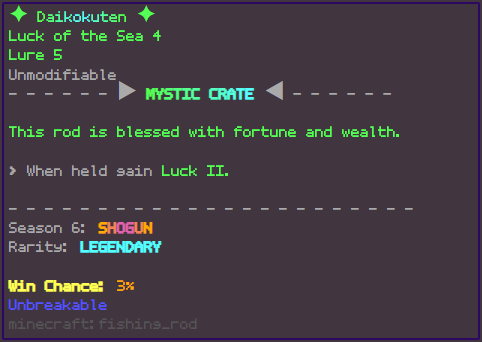 ✦ Daikokuten ✦
Luck of the Sea 4
Lure 5
Unmodifiable
- - - - - - ▶ MYSTIC CRATE ◀ - - - - - -
This rod is blessed with fortune and wealth.
> When held gain Luck II.
- - - - - - - - - - - - - - - - - - - - - - - -
Season 6: SHOGUN
Rarity: LEGENDARY
Win Chance: 3%
Unbreakable
minecraft:fishing_rod